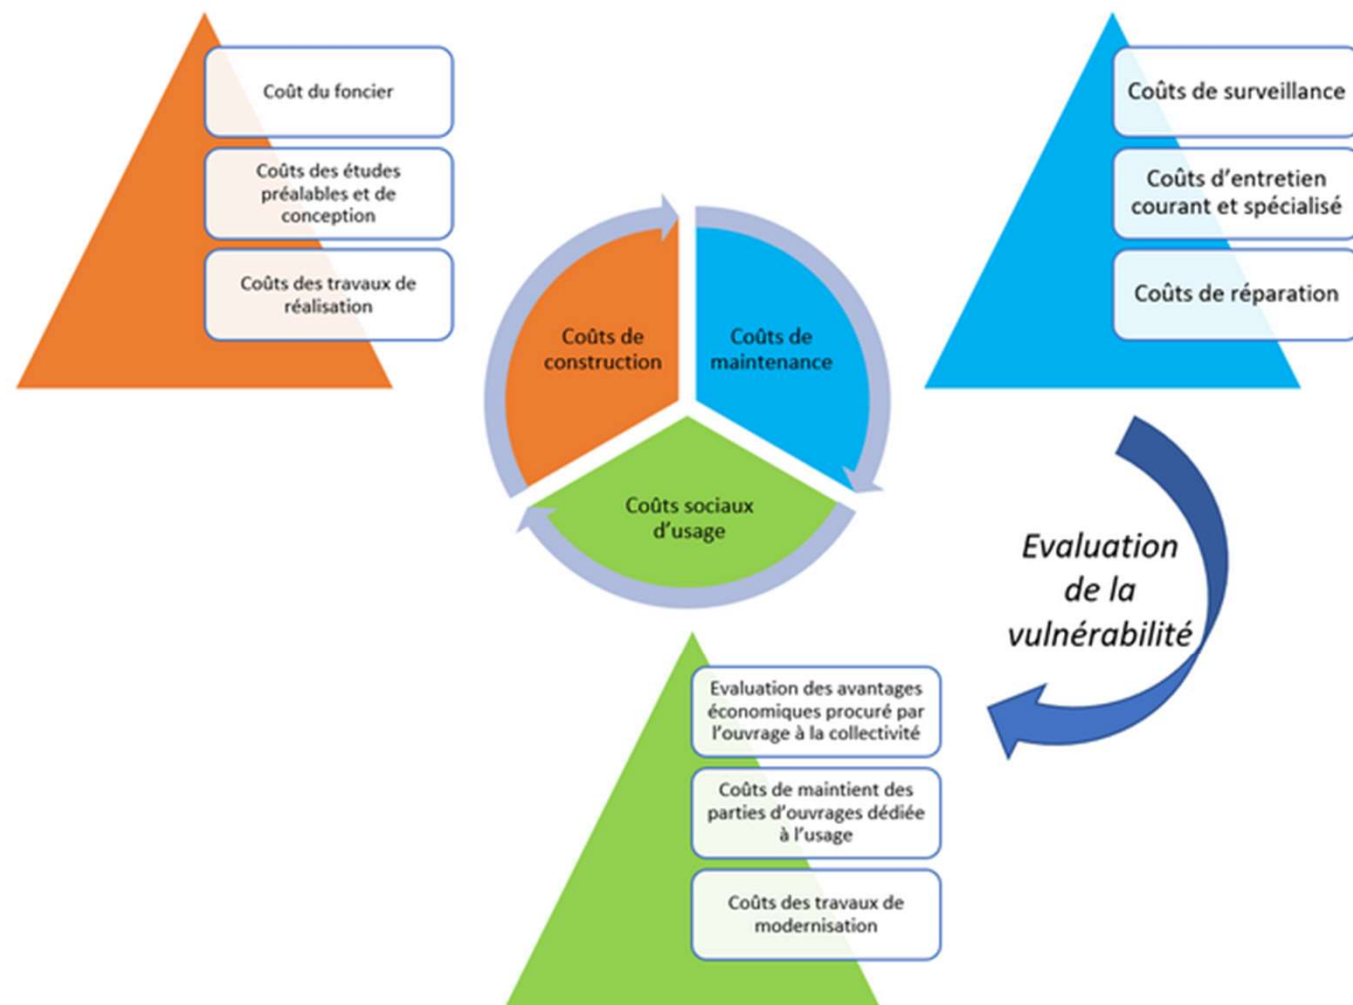 Coût du foncier
Coûts des études
préalables et de
conception
Coûts des travaux de
réalisation
Coûts de surveillance
Coûts d’entretien
courant et spécialisé
Coûts de réparation
Coûts de
construction
Coûts de
maintenance
Coûts sociaux
d’usage
Evaluation
de la
vulnérabilité
Evaluation des avantages
économiques procuré par
l’ouvrage à la collectivité
Coûts de maintient des
parties d’ouvrages dédiée
à l’usage
Coûts des travaux de
modernisation